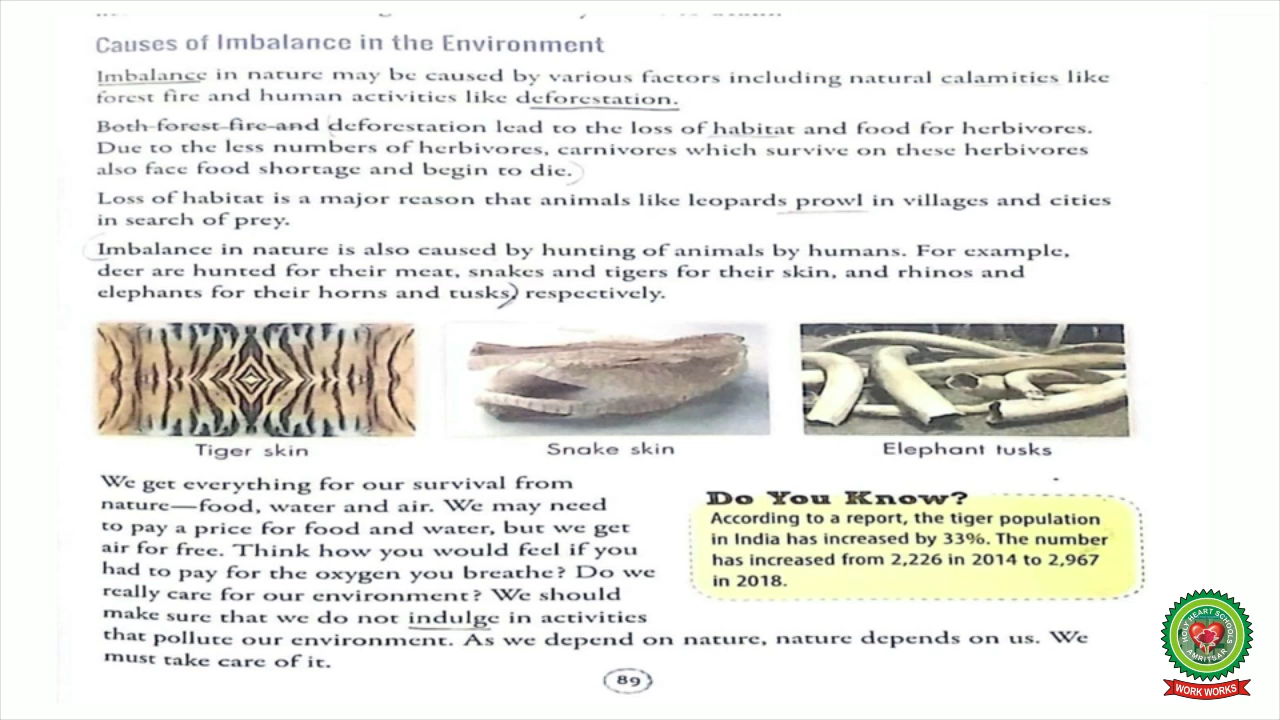 Causes of Imbalance in the Environment
Imbalance in nature may be caused by various factors including natural calamities like
forest fire and human activities like deforestation.
Both forest fire and deforestation lead to the loss of habitat and food for herbivores.
Due to the less numbers of herbivores, carnivores which survive on these herbivores
also face food shortage and begin to die.
Loss of habitat is a major reason that animals like leopards prowl in villages and cities
in search of prey.
Imbalance in nature is also caused by hunting of animals by humans. For example,
deer are hunted for their meat, snakes and tigers for their skin, and rhinos and
elephants for their horns and tusks, respectively.
Tiger skin
Snake skin
Elephant tusks
We get everything for our survival from
nature—food, water and air. We may need
to pay a price for food and water, but we get
air for free. Think how you would feel if you
had to pay for the oxygen you breathe? Do we
really care for our environment? We should
make sure that we do not indulge in activities
that pollute our environment. As we depend on nature, nature depends on us. We
must take care of it.
Do You Know?
According to a report, the tiger population
in India has increased by 33%. The number
has increased from 2,226 in 2014 to 2,967
in 2018.
89
HOLY HEART SCHOOLS
AMRITSAR
WORK WORKS